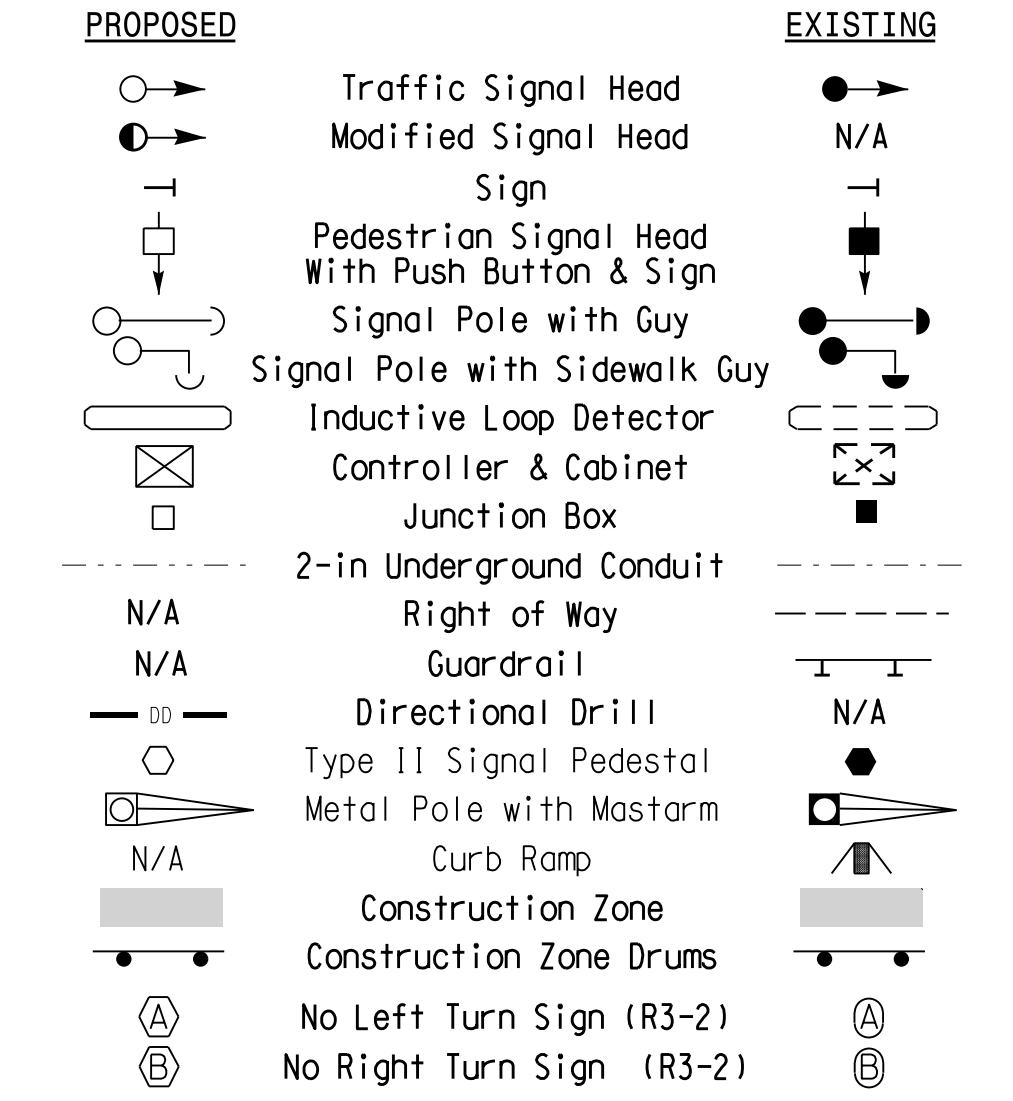 PROPOSED EXISTING
Traffic Signal Head
Modified Signal Head N/A
Sign
Pedestrian Signal Head
With Push Button & Sign
Signal Pole with Guy
Signal Pole with Sidewalk Guy
Inductive Loop Detector
Controller & Cabinet
Junction Box
2-in Underground Conduit
N/A Right of Way
N/A Guardrail
DD Directional Drill N/A
Type II Signal Pedestal
Metal Pole with Mastarm
N/A Curb Ramp
Construction Zone
Construction Zone Drums
A No Left Turn Sign (R3-2) A
B No Right Turn Sign (R3-2) B